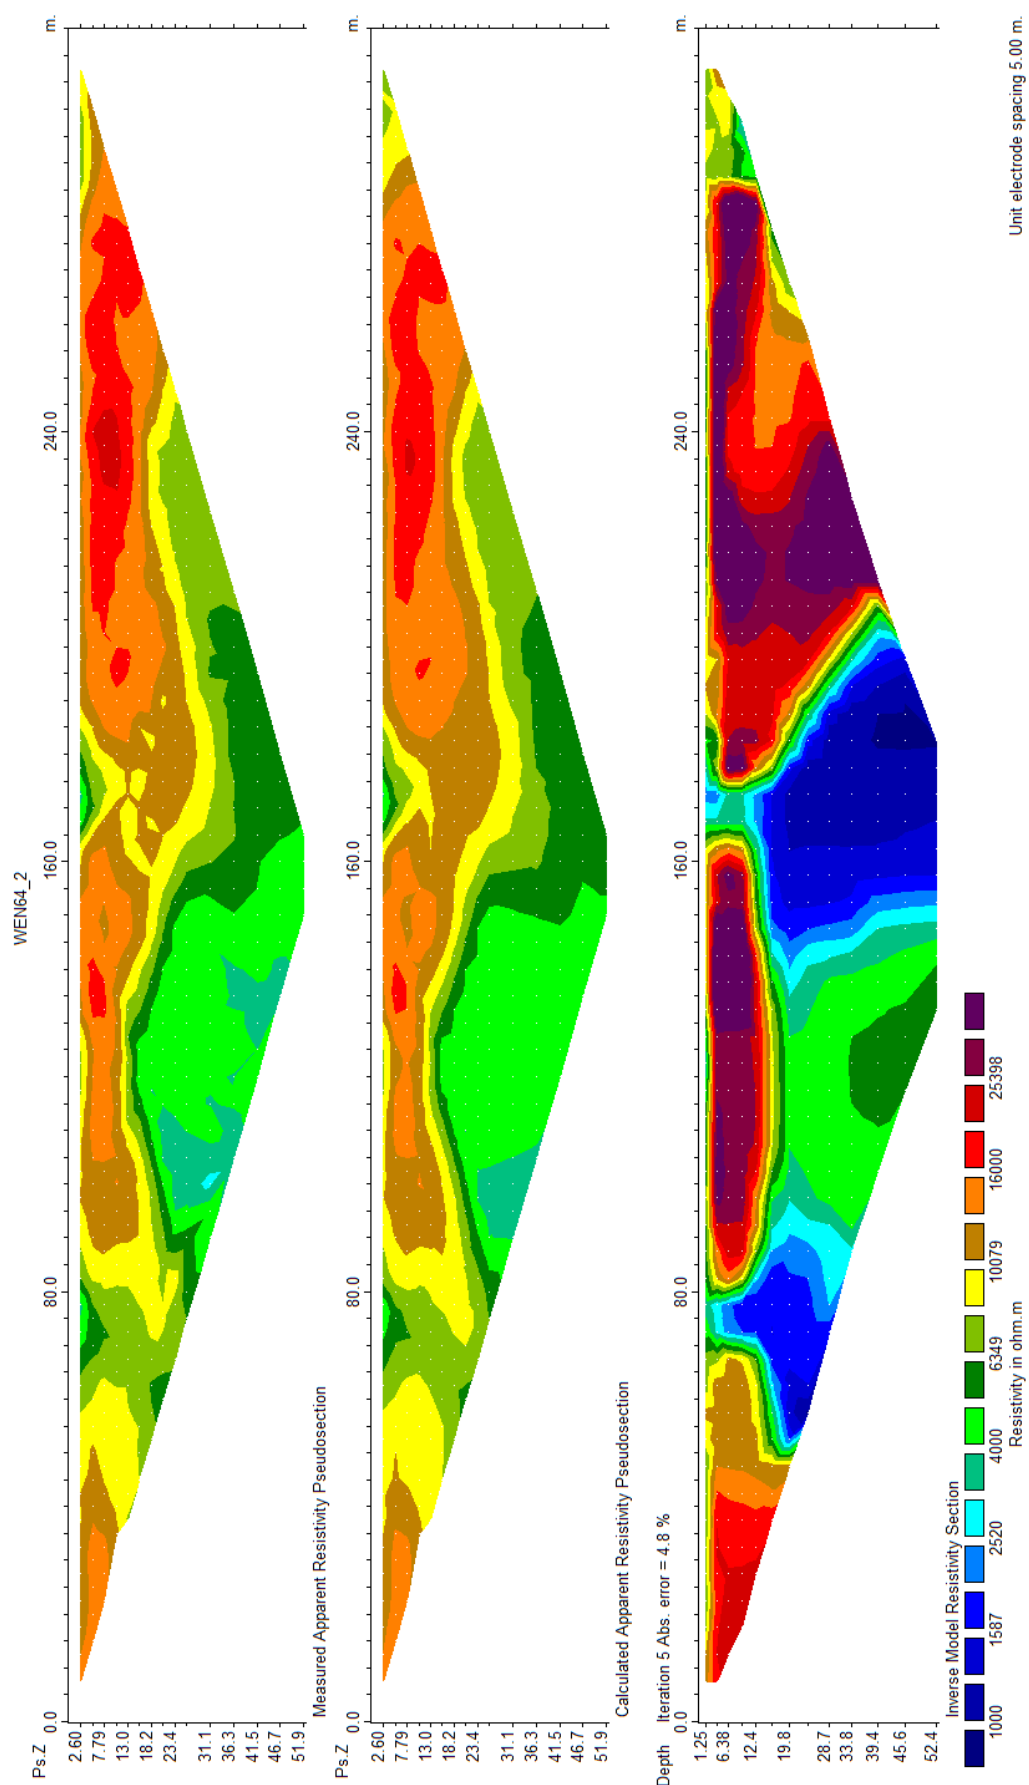 WEN64_2
Ps.Z 0.0 80.0 160.0 240.0 m.
2.60
7.79
13.0
18.2
23.4
31.1
36.3
41.5
46.7
51.9
Measured Apparent Resistivity Pseudosection
Ps.Z 0.0 80.0 160.0 240.0 m.
2.60
7.79
13.0
18.2
23.4
31.1
36.3
41.5
46.7
51.9
Calculated Apparent Resistivity Pseudosection
Depth Iteration 5 Abs. error = 4.8 %
0.0 80.0 160.0 240.0 m.
1.25
6.38
12.4
19.8
28.7
33.8
39.4
45.6
52.4
Inverse Model Resistivity Section
1000 1587 2520 4000 6349 10079 16000 25398
Resistivity in ohm.m
Unit electrode spacing 5.00 m.